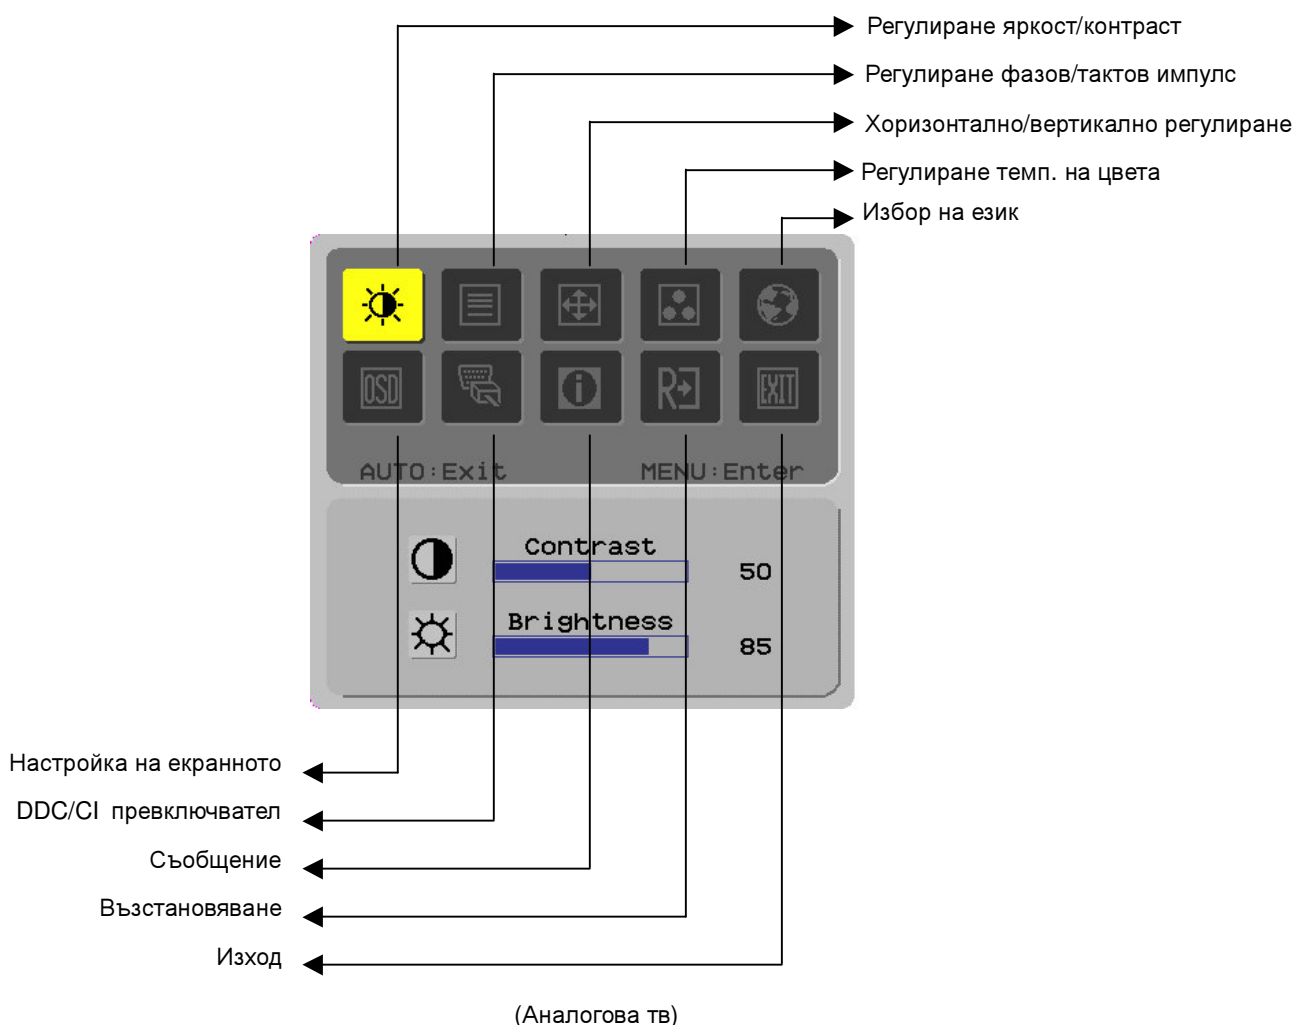 Регулиране яркост/контраст
Регулиране фазов/тактов импулс
Хоризонтално/вертикално регулиране
Регулиране темп. на цвета
Избор на език
OSD
R
EXIT
AUTO:Exit MENU:Enter
Contrast
50
Brightness
85
Настройка на екранното
DDC/CI превключвател
Съобщение
Възстановяване
Изход
(Аналогова тв)